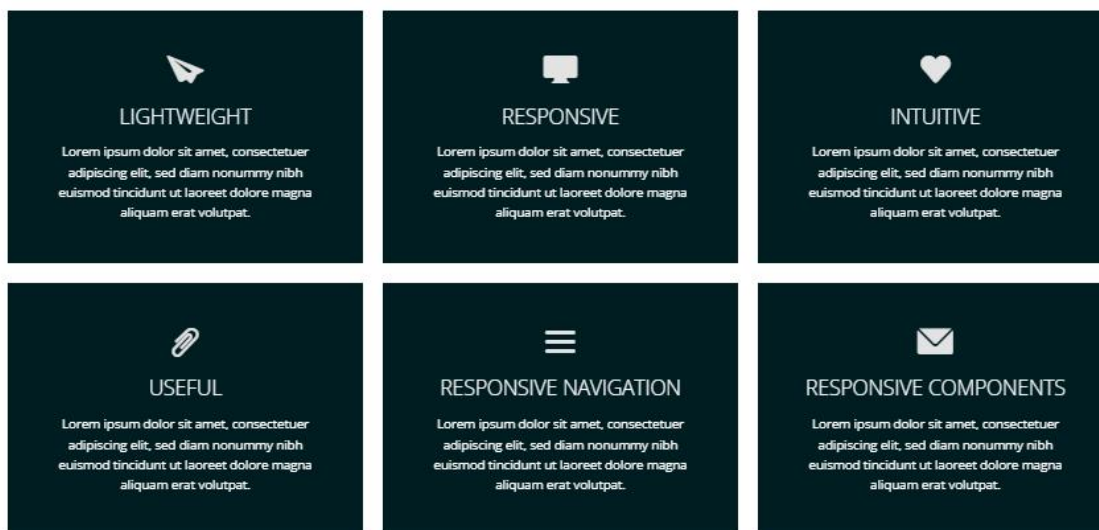 LIGHTWEIGHT
Lorem ipsum dolor sit amet, consectetuer
adipiscing elit, sed diam nonummy nibh
euismod tincidunt ut laoreet dolore magna
aliquam erat volutpat.
RESPONSIVE
Lorem ipsum dolor sit amet, consectetuer
adipiscing elit, sed diam nonummy nibh
euismod tincidunt ut laoreet dolore magna
aliquam erat volutpat.
INTUITIVE
Lorem ipsum dolor sit amet, consectetuer
adipiscing elit, sed diam nonummy nibh
euismod tincidunt ut laoreet dolore magna
aliquam erat volutpat.
USEFUL
Lorem ipsum dolor sit amet, consectetuer
adipiscing elit, sed diam nonummy nibh
euismod tincidunt ut laoreet dolore magna
aliquam erat volutpat.
RESPONSIVE NAVIGATION
Lorem ipsum dolor sit amet, consectetuer
adipiscing elit, sed diam nonummy nibh
euismod tincidunt ut laoreet dolore magna
aliquam erat volutpat.
RESPONSIVE COMPONENTS
Lorem ipsum dolor sit amet, consectetuer
adipiscing elit, sed diam nonummy nibh
euismod tincidunt ut laoreet dolore magna
aliquam erat volutpat.